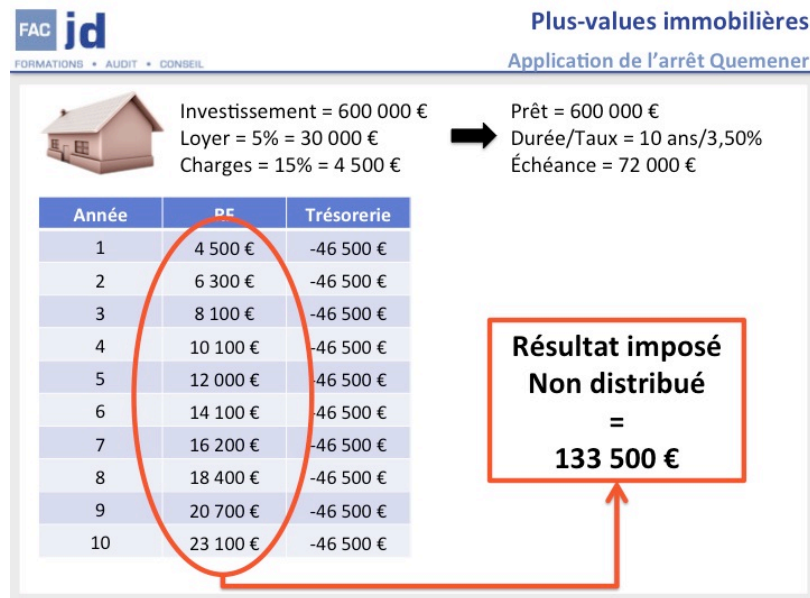 FAC jd
FORMATIONS • AUDIT • CONSEIL
Plus-values immobilières
Application de l'arrêt Quemener
Investissement = 600 000 €
Loyer = 5% = 30 000 €
Charges = 15% = 4 500 €
Prêt = 600 000 €
Durée/Taux = 10 ans/3,50%
Échéance = 72 000 €
Année RF Trésorerie
1 4 500 € -46 500 €
2 6 300 € -46 500 €
3 8 100 € -46 500 €
4 10 100 € -46 500 €
5 12 000 € -46 500 €
6 14 100 € -46 500 €
7 16 200 € -46 500 €
8 18 400 € -46 500 €
9 20 700 € -46 500 €
10 23 100 € -46 500 €
Résultat imposé
Non distribué
=
133 500 €